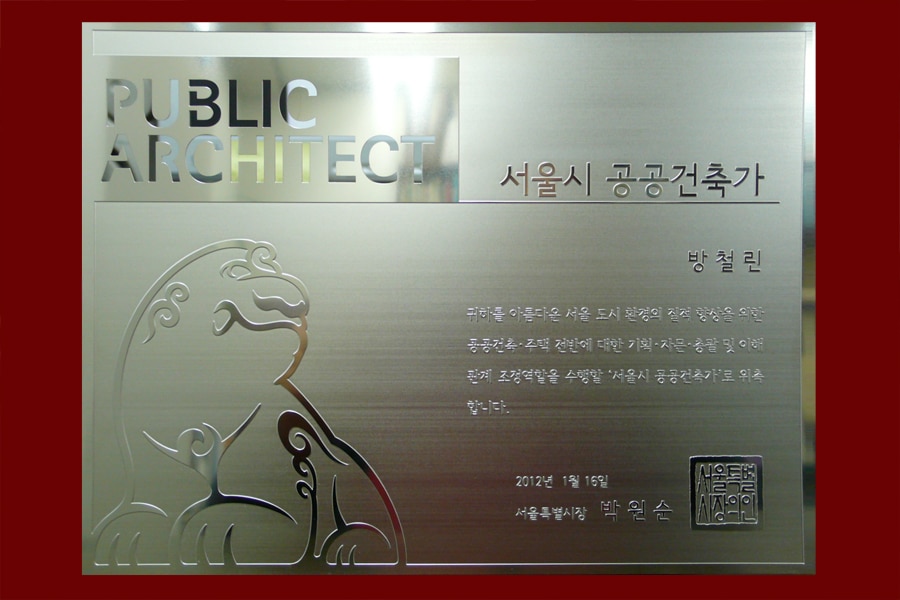 PUBLIC
ARCHITECT
서울시 공공건축가
방 철 린
귀하를 아름다운 서울 도시 환경의 질적 향상을 위한
공공건축·주택 전반에 대한 기획·자문·총괄 및 이해
관계 조정역할을 수행할 '서울시 공공건축가'로 위촉
합니다.
2012년 1월 16일
서울특별시장 박 원 순
서울특별
시장의인